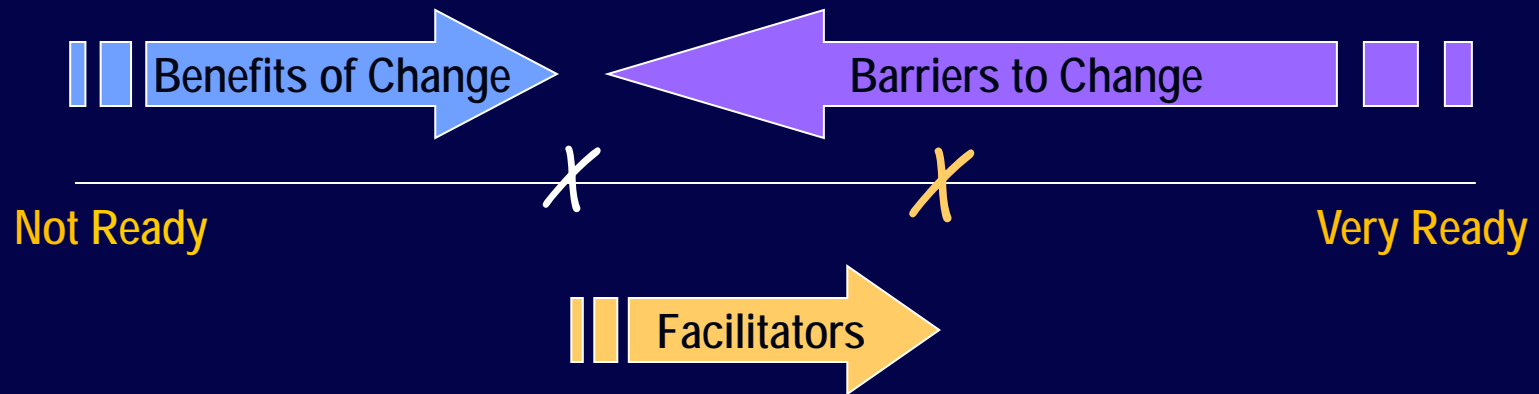 Benefits of Change
Barriers to Change
X
X
Not Ready
Very Ready
Facilitators